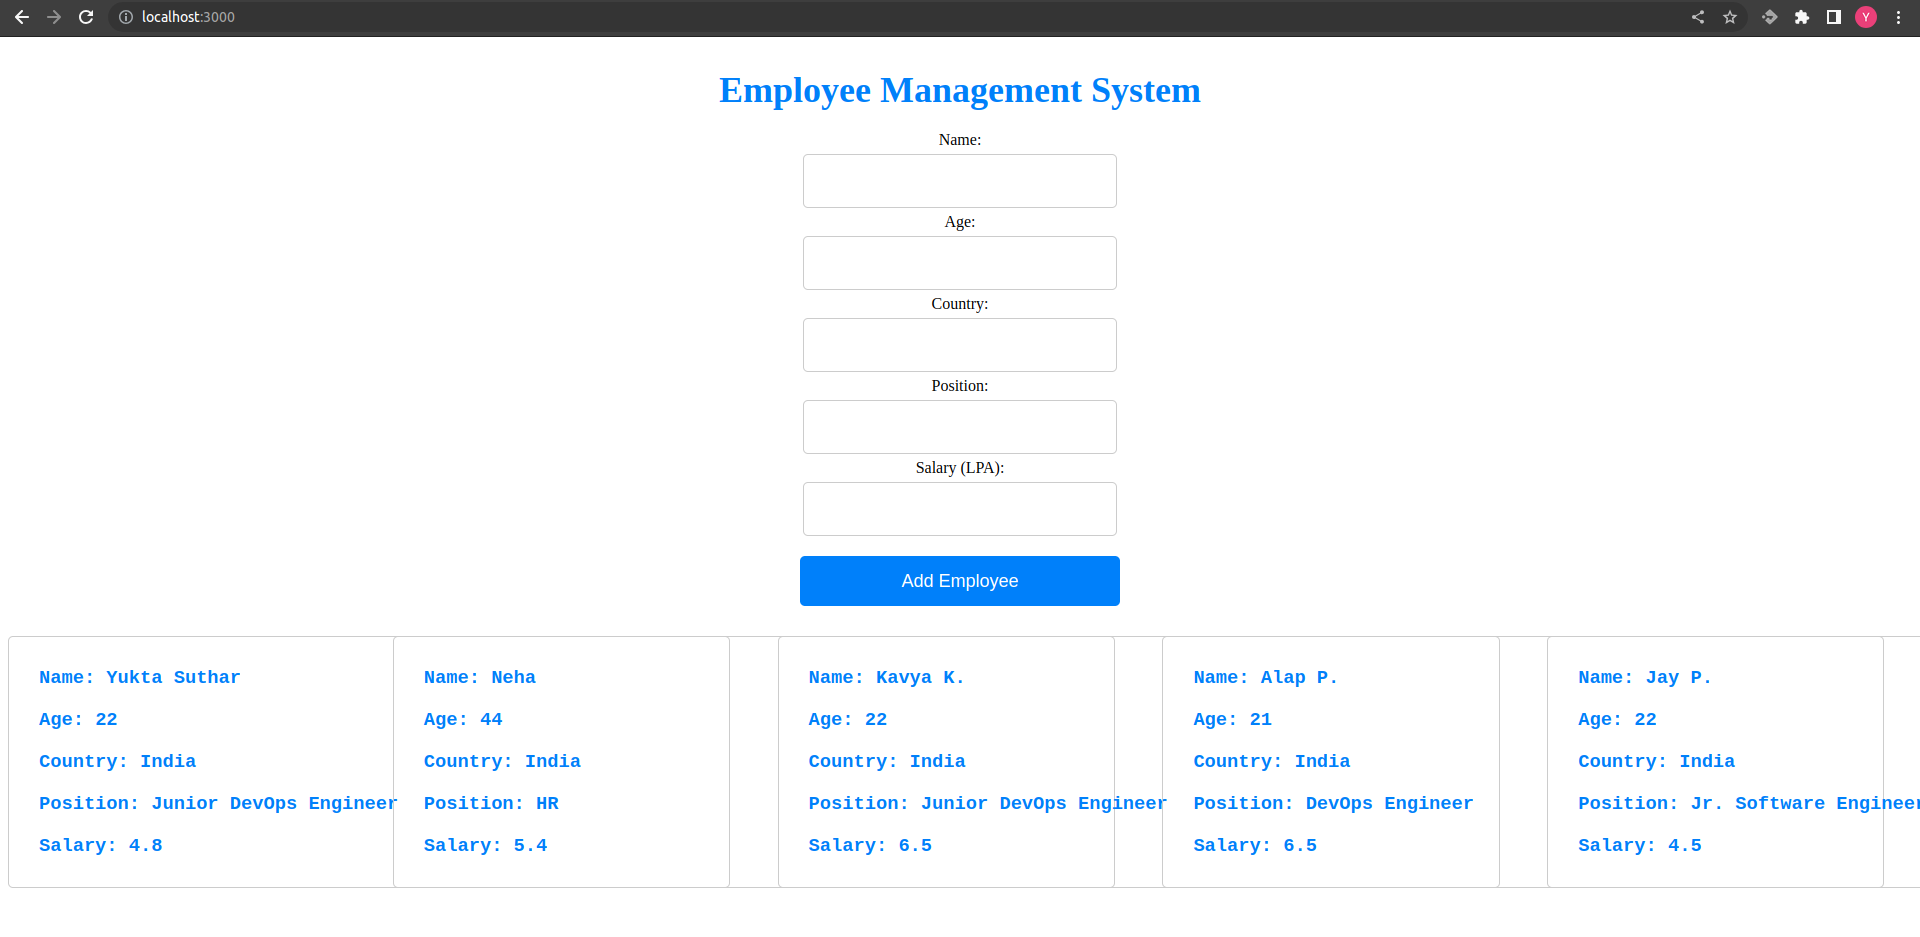 localhost:3000
Y
Employee Management System
Name:
Age:
Country:
Position:
Salary (LPA):
Add Employee
Name: Yukta Suthar
Age: 22
Country: India
Position: Junior DevOps Engineer
Salary: 4.8
Name: Neha
Age: 44
Country: India
Position: HR
Salary: 5.4
Name: Kavya K.
Age: 22
Country: India
Position: Junior DevOps Engineer
Salary: 6.5
Name: Alap P.
Age: 21
Country: India
Position: DevOps Engineer
Salary: 6.5
Name: Jay P.
Age: 22
Country: India
Position: Jr. Software Engineer
Salary: 4.5